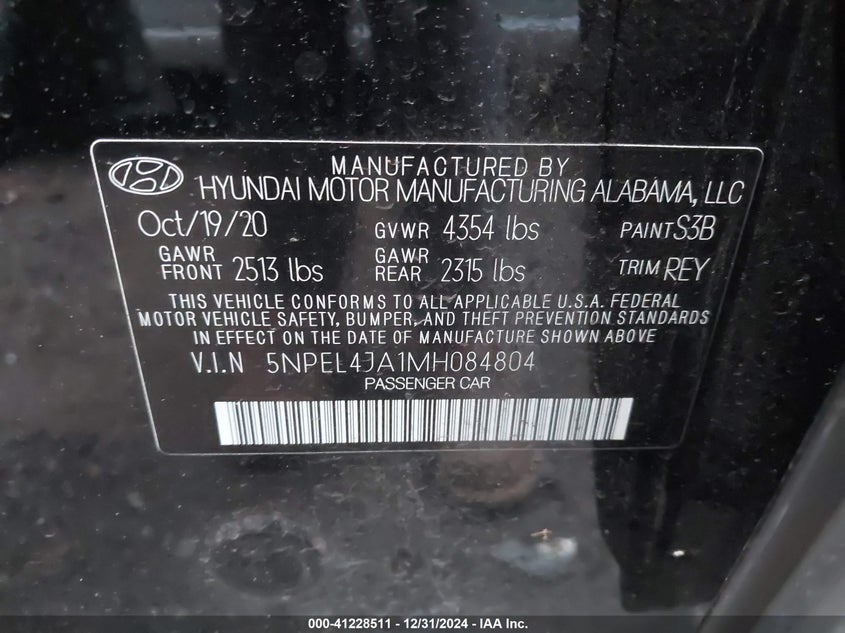 MANUFACTURED BY
HYUNDAI MOTOR MANUFACTURING ALABAMA, LLC
Oct/19/20 GVWR 4354 lbs PAINT S3B
GAWR FRONT 2513 lbs GAWR REAR 2315 lbs TRIM REY
THIS VEHICLE CONFORMS TO ALL APPLICABLE U.S.A. FEDERAL
MOTOR VEHICLE SAFETY, BUMPER, AND THEFT PREVENTION STANDARDS
IN EFFECT ON THE DATE OF MANUFACTURE SHOWN ABOVE
V.I.N 5NPEL4JA1MH084804
PASSENGER CAR
000-41228511 - 12/31/2024 - IAA Inc.